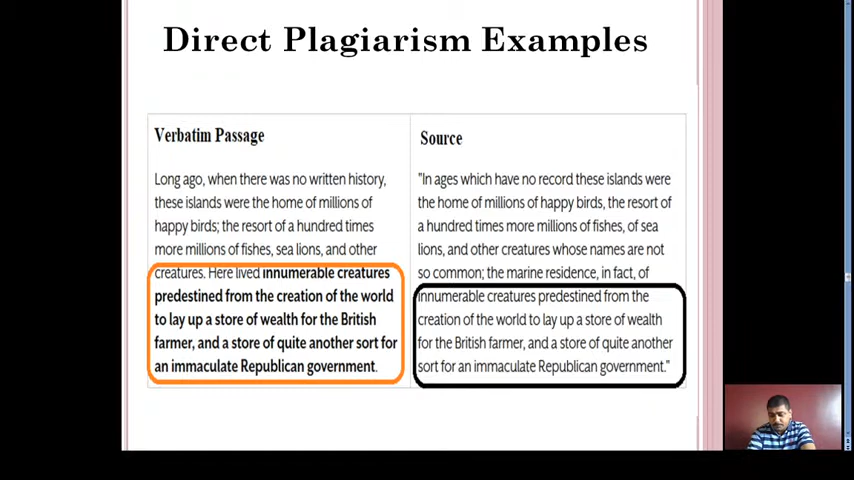 Direct Plagiarism Examples
Verbatim Passage
Long ago, when there was no written history,
these islands were the home of millions of
happy birds; the resort of a hundred times
more millions of fishes, sea lions, and other
creatures. Here lived innumerable creatures
predestined from the creation of the world
to lay up a store of wealth for the British
farmer, and a store of quite another sort for
an immaculate Republican government.
Source
"In ages which have no record these islands were
the home of millions of happy birds, the resort of
a hundred times more millions of fishes, of sea
lions, and other creatures whose names are not
so common; the marine residence, in fact, of
innumerable creatures predestined from the
creation of the world to lay up a store of wealth
for the British farmer, and a store of quite another
sort for an immaculate Republican government."